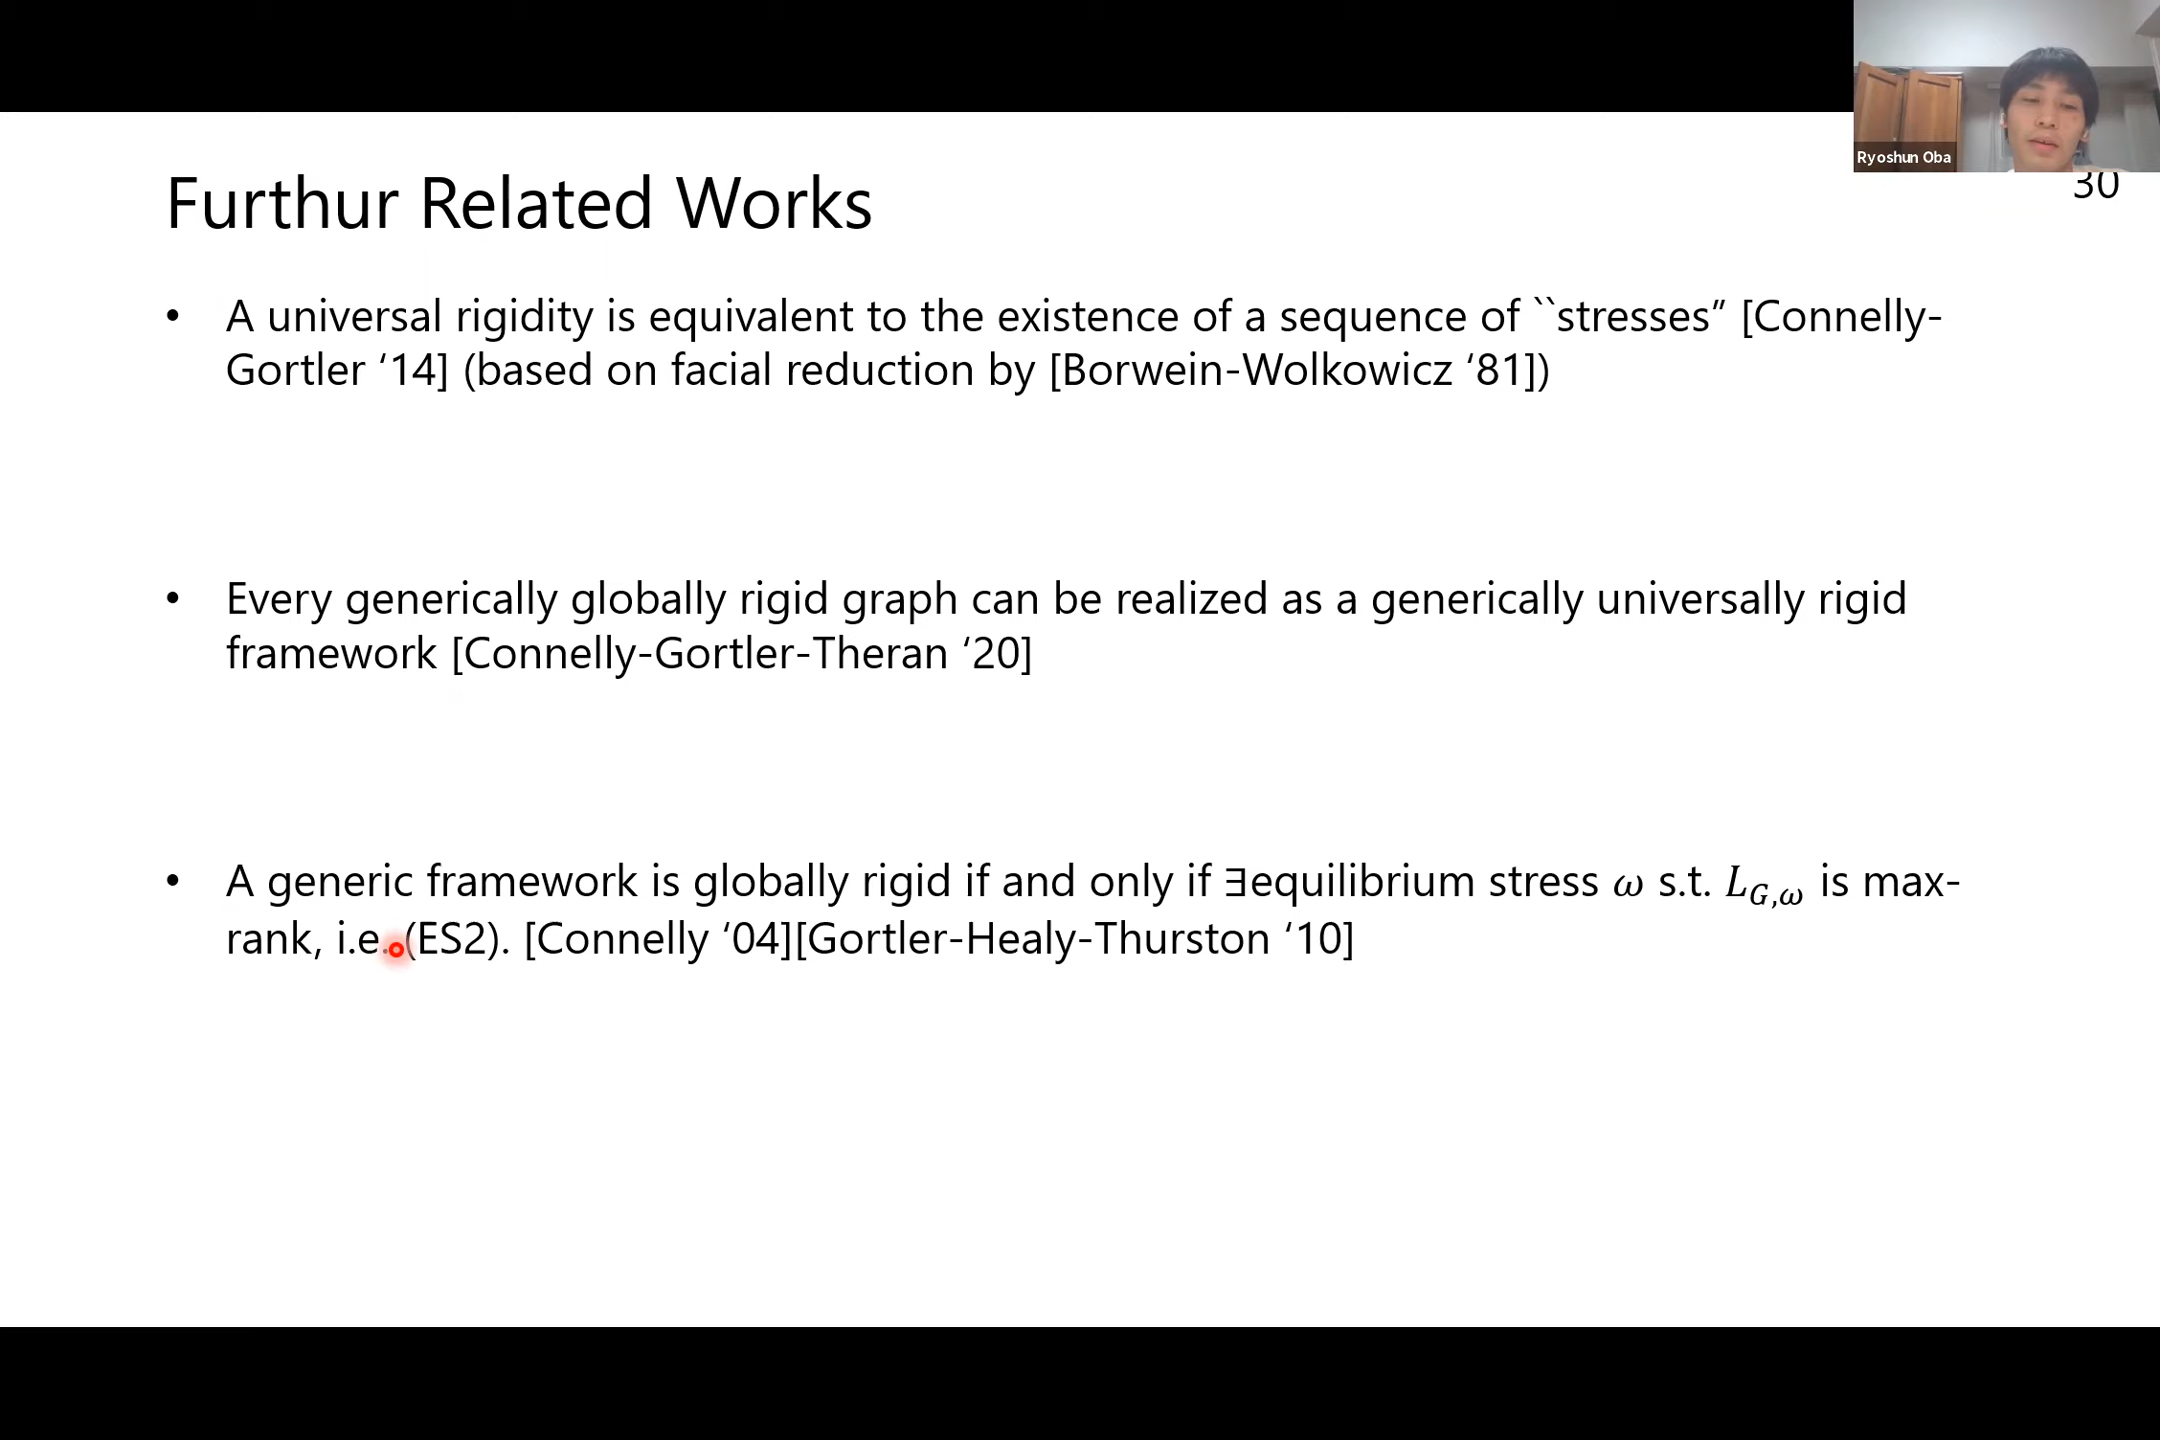 Ryoshun Oba
30
Furthur Related Works
• A universal rigidity is equivalent to the existence of a sequence of ``stresses” [Connelly-
Gortler ‘14] (based on facial reduction by [Borwein-Wolkowicz ‘81])
• Every generically globally rigid graph can be realized as a generically universally rigid
framework [Connelly-Gortler-Theran ‘20]
• A generic framework is globally rigid if and only if ∃equilibrium stress ω s.t. L_{G,ω} is max-
rank, i.e. (ES2). [Connelly ‘04][Gortler-Healy-Thurston ‘10]